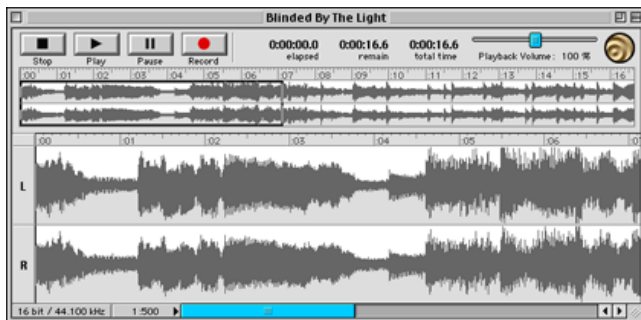 Blinded By The Light
0:00:00.0 0:00:16.6 0:00:16.6
Stop Play Pause Record elapsed remain total time Playback Volume: 100 %
:00 :01 :02 :03 :04 :05 :06 :07 :08 :09 :10 :11 :12 :13 :14 :15 :16
:00 :01 :02 :03 :04 :05 :06 :0
L
R
16 bit / 44.100 kHz 1:500